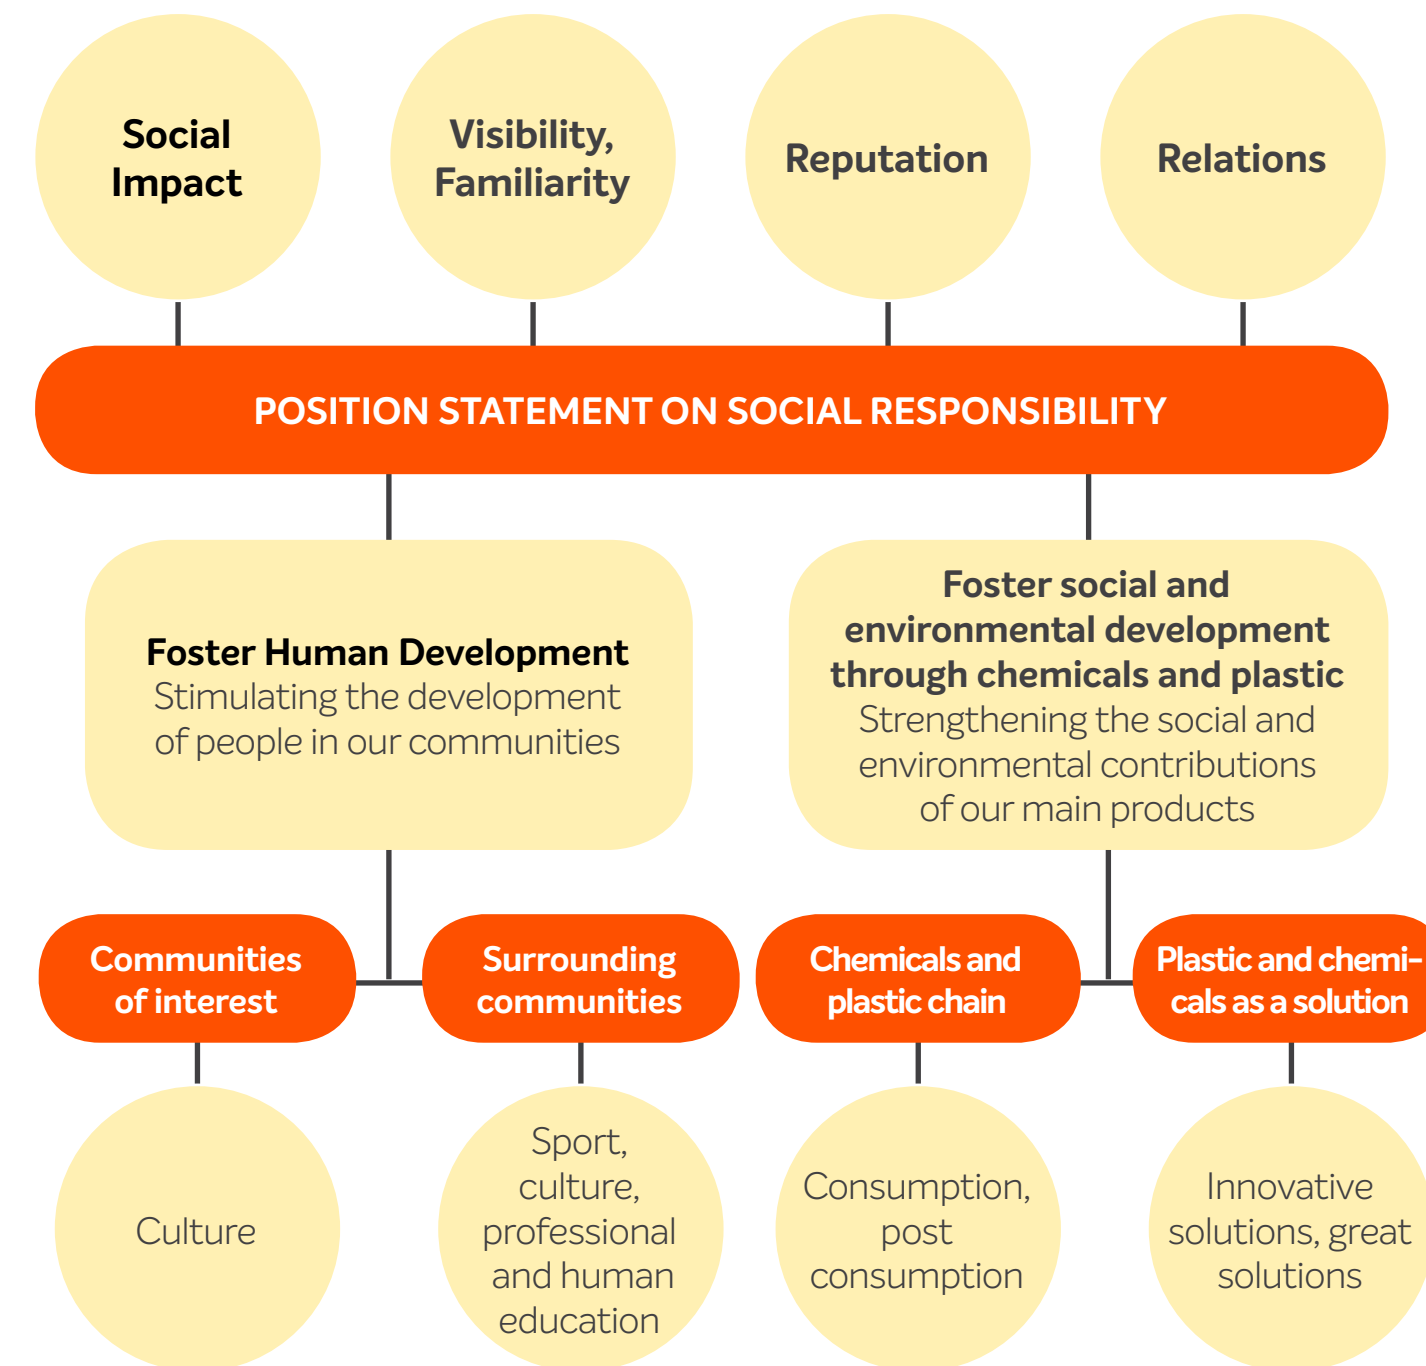 Social
Impact
Visibility,
Familiarity
Reputation
Relations
POSITION STATEMENT ON SOCIAL RESPONSIBILITY
Foster Human Development
Stimulating the development
of people in our communities
Foster social and
environmental development
through chemicals and plastic
Strengthening the social and
environmental contributions
of our main products
Communities
of interest
Surrounding
communities
Chemicals and
plastic chain
Plastic and chemi-
cals as a solution
Culture
Sport,
culture,
professional
and human
education
Consumption,
post
consumption
Innovative
solutions, great
solutions